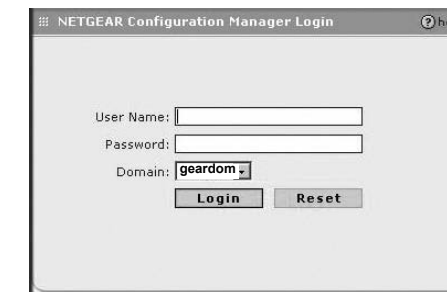 NETGEAR Configuration Manager Login
User Name:
Password:
Domain: geardom
Login Reset